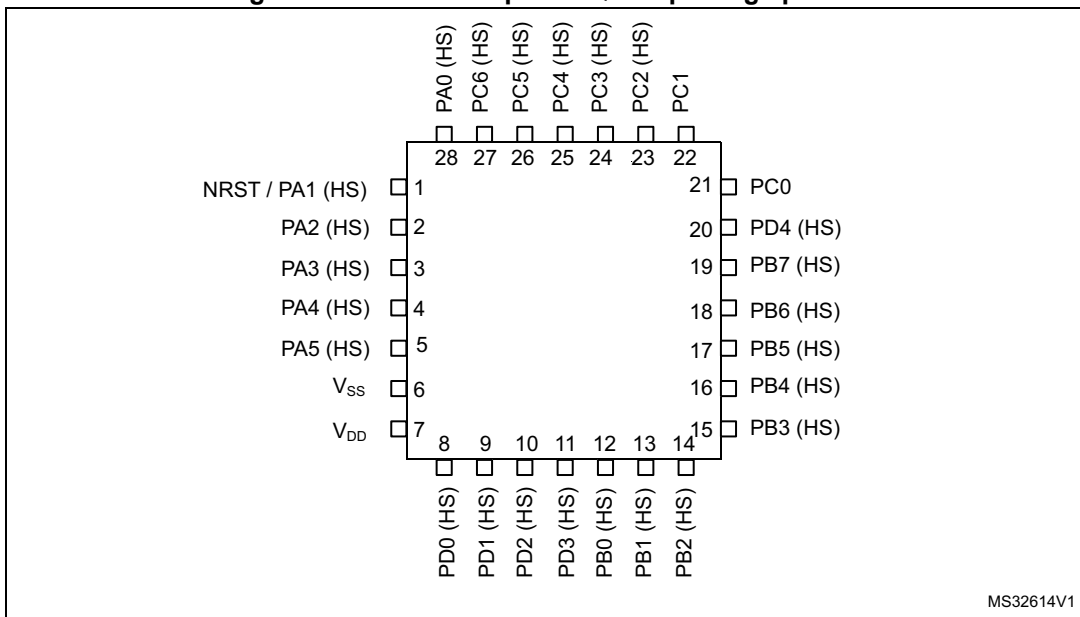 PA0 (HS)
PC6 (HS)
PC5 (HS)
PC4 (HS)
PC3 (HS)
PC2 (HS)
PC1
28 27 26 25 24 23 22
NRST / PA1 (HS) 1
PA2 (HS) 2
PA3 (HS) 3
PA4 (HS) 4
PA5 (HS) 5
VSS 6
VDD 7
21 PC0
20 PD4 (HS)
19 PB7 (HS)
18 PB6 (HS)
17 PB5 (HS)
16 PB4 (HS)
15 PB3 (HS)
8 9 10 11 12 13 14
PD0 (HS)
PD1 (HS)
PD2 (HS)
PD3 (HS)
PB0 (HS)
PB1 (HS)
PB2 (HS)
MS32614V1